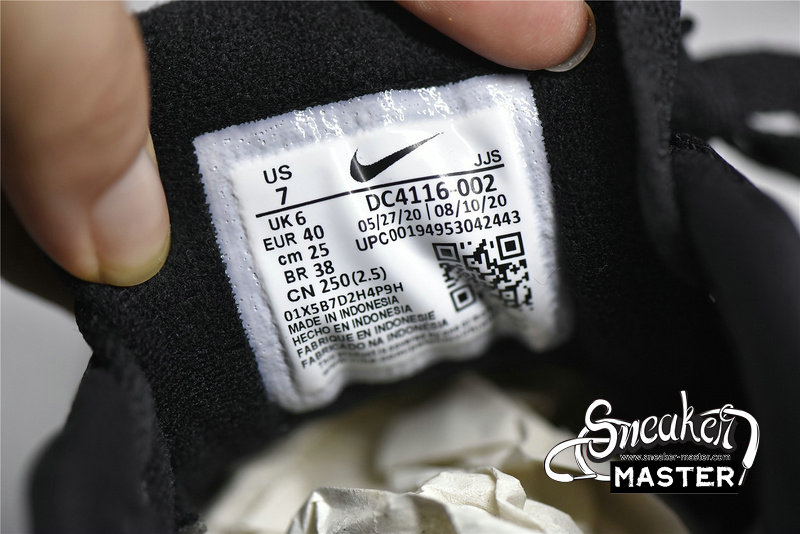 US
7
JJS
UK 6
EUR 40
cm 25
BR 38
CN 250(2.5)
DC4116-002
05/27/20 | 08/10/20
UPC00194953042443
01X5B7D2H4P9H
MADE IN INDONESIA
HECHO EN INDONESIA
FABRIQUE EN INDONESIE
FABRICADO NA INDONESIA
Sneaker
www.sneaker-master.com
MASTER